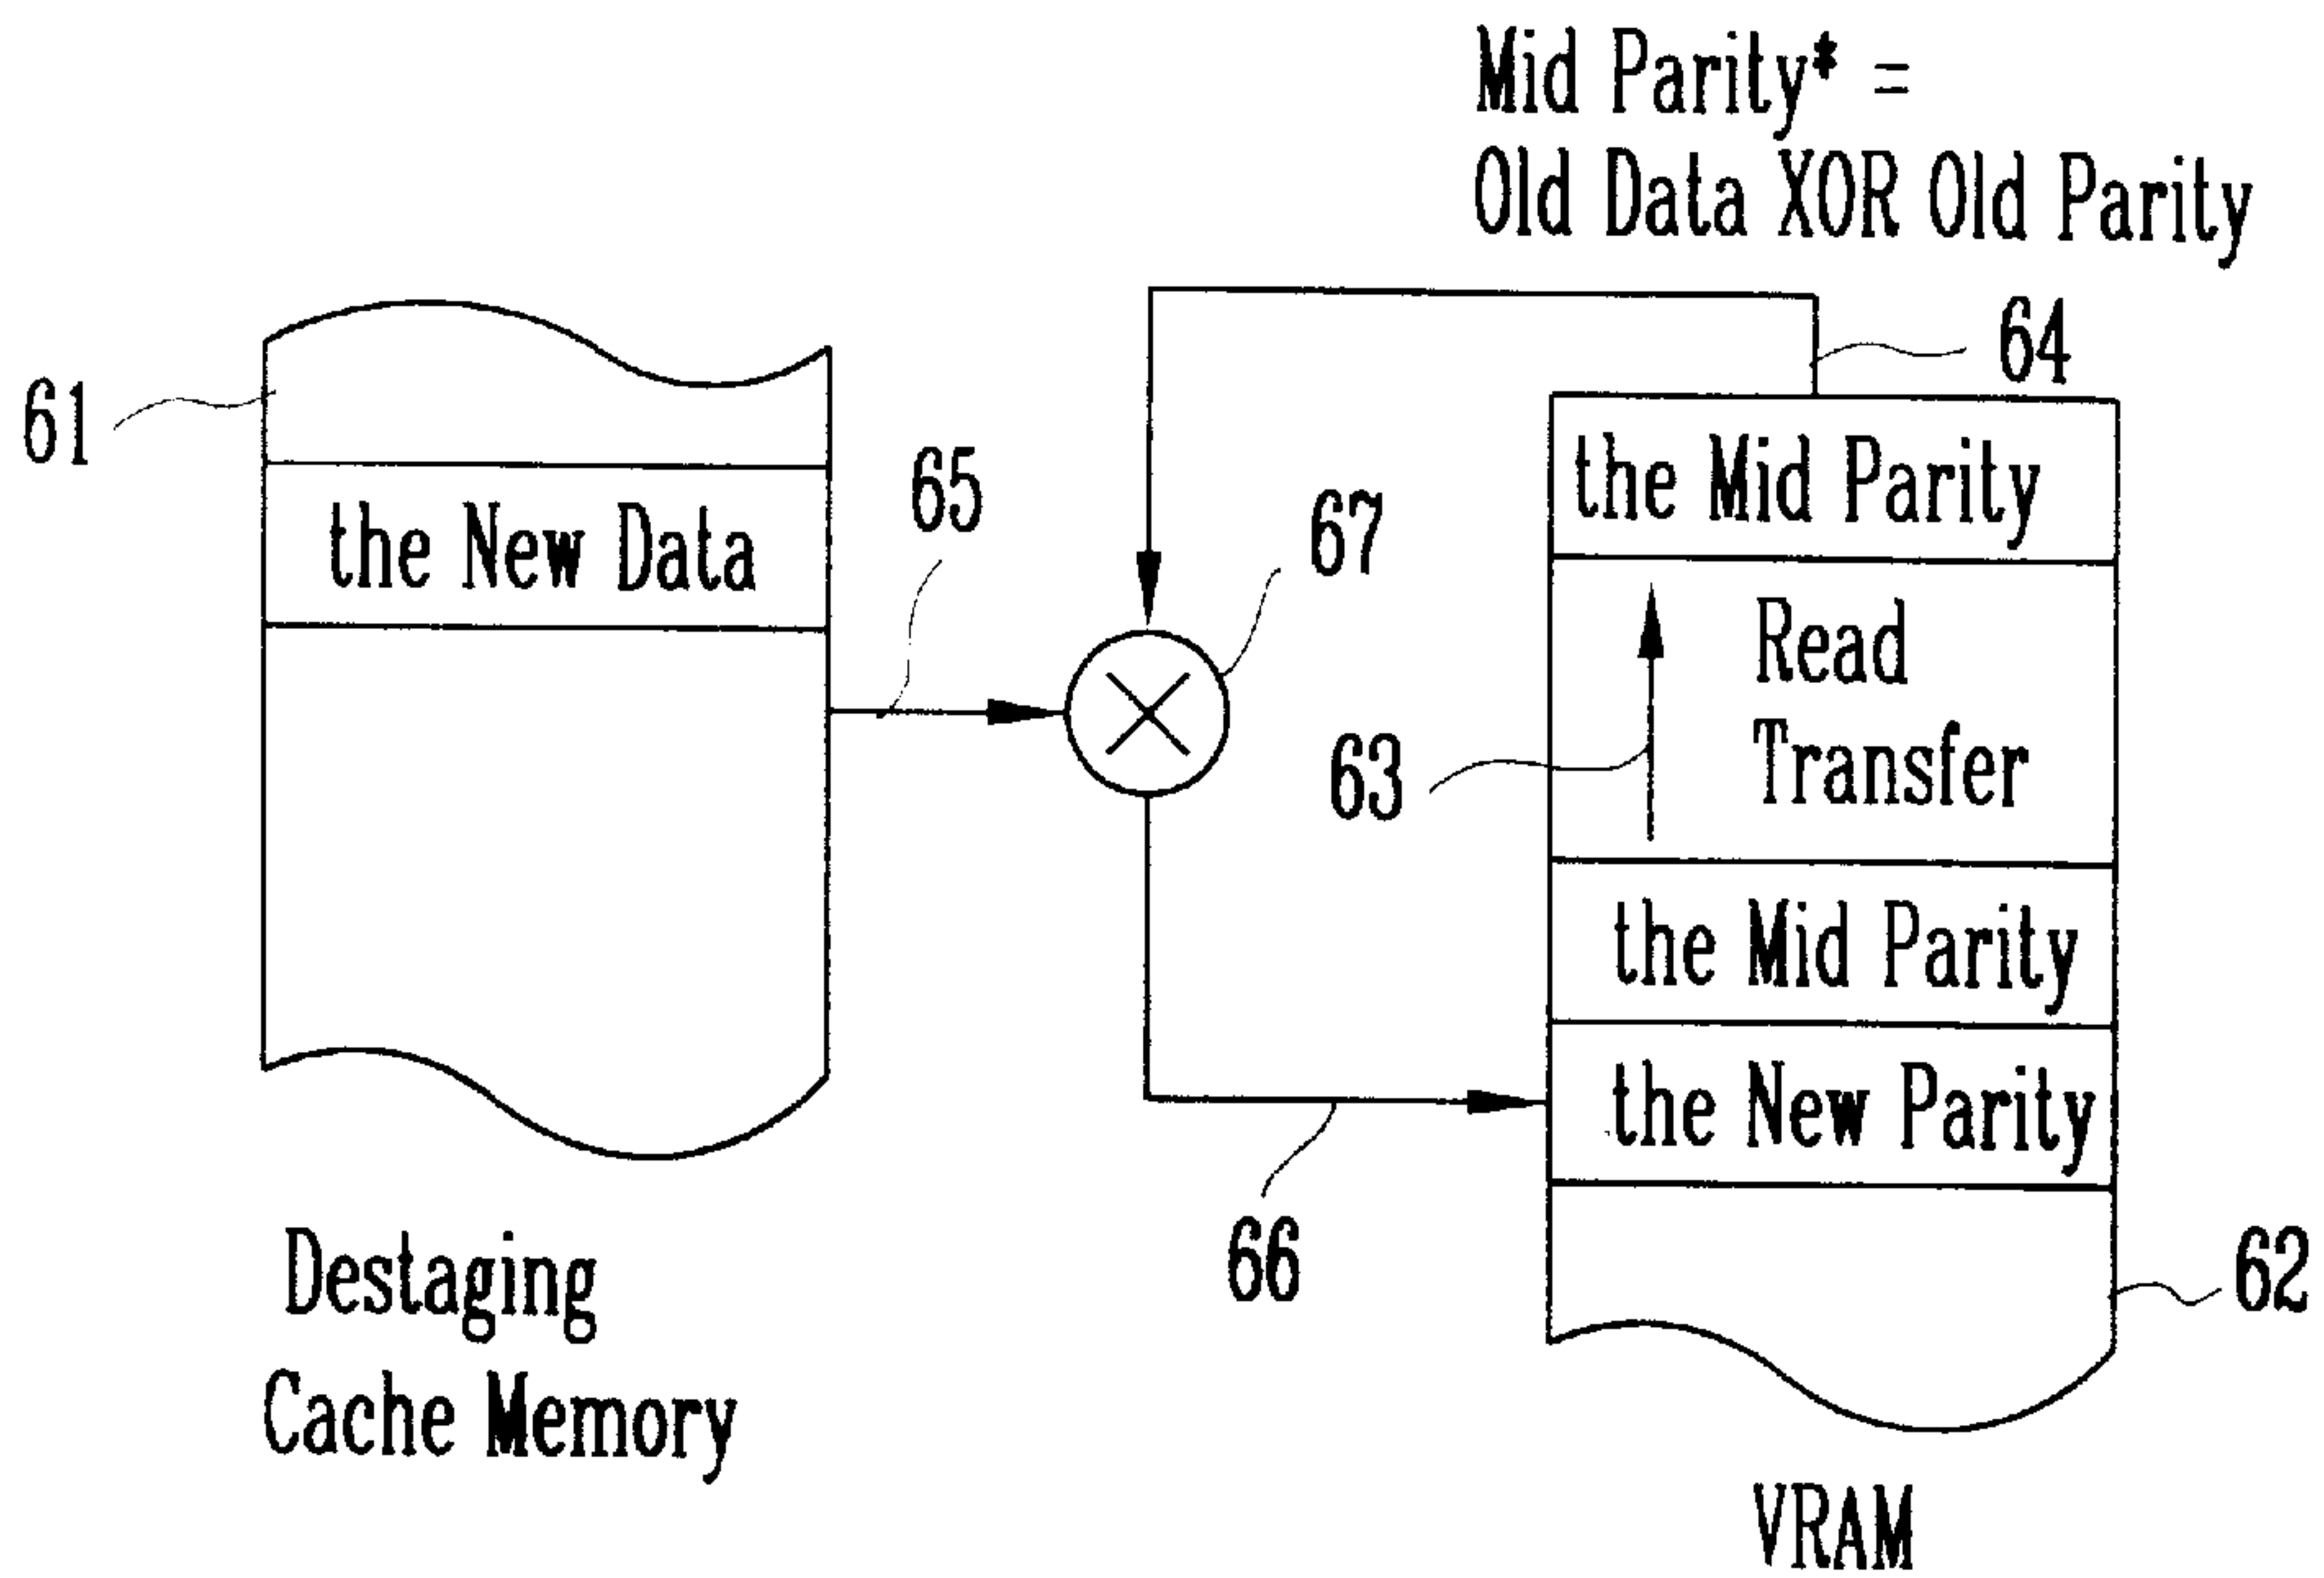 Mid Parity* =
Old Data XOR Old Parity
64
61
the Mid Parity
65
67
the New Data
Read
Transfer
63
the Mid Parity
the New Parity
66
62
Destaging
Cache Memory
VRAM